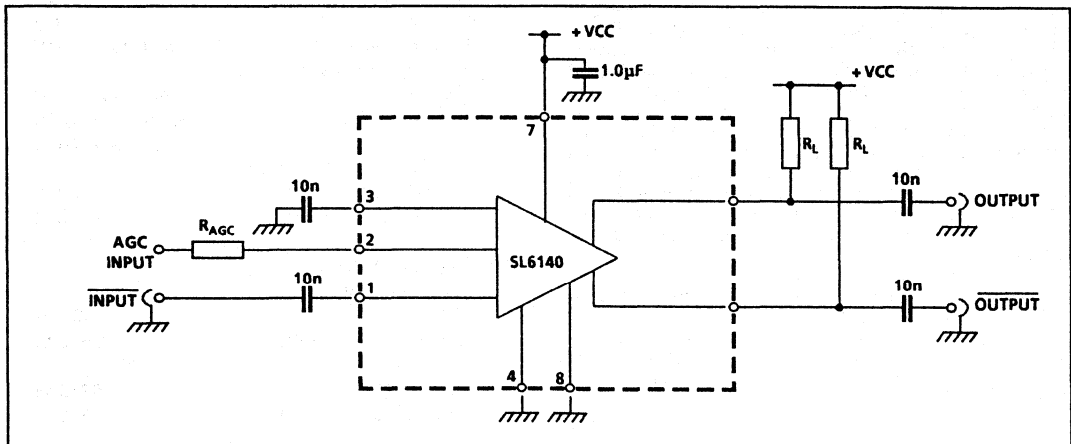 + VCC
1.0μF
+ VCC
7
R_L
R_L
10n
3
10n
OUTPUT
R_AGC
2
AGC
INPUT
SL6140
10n
1
INPUT
10n
OUTPUT
4
8